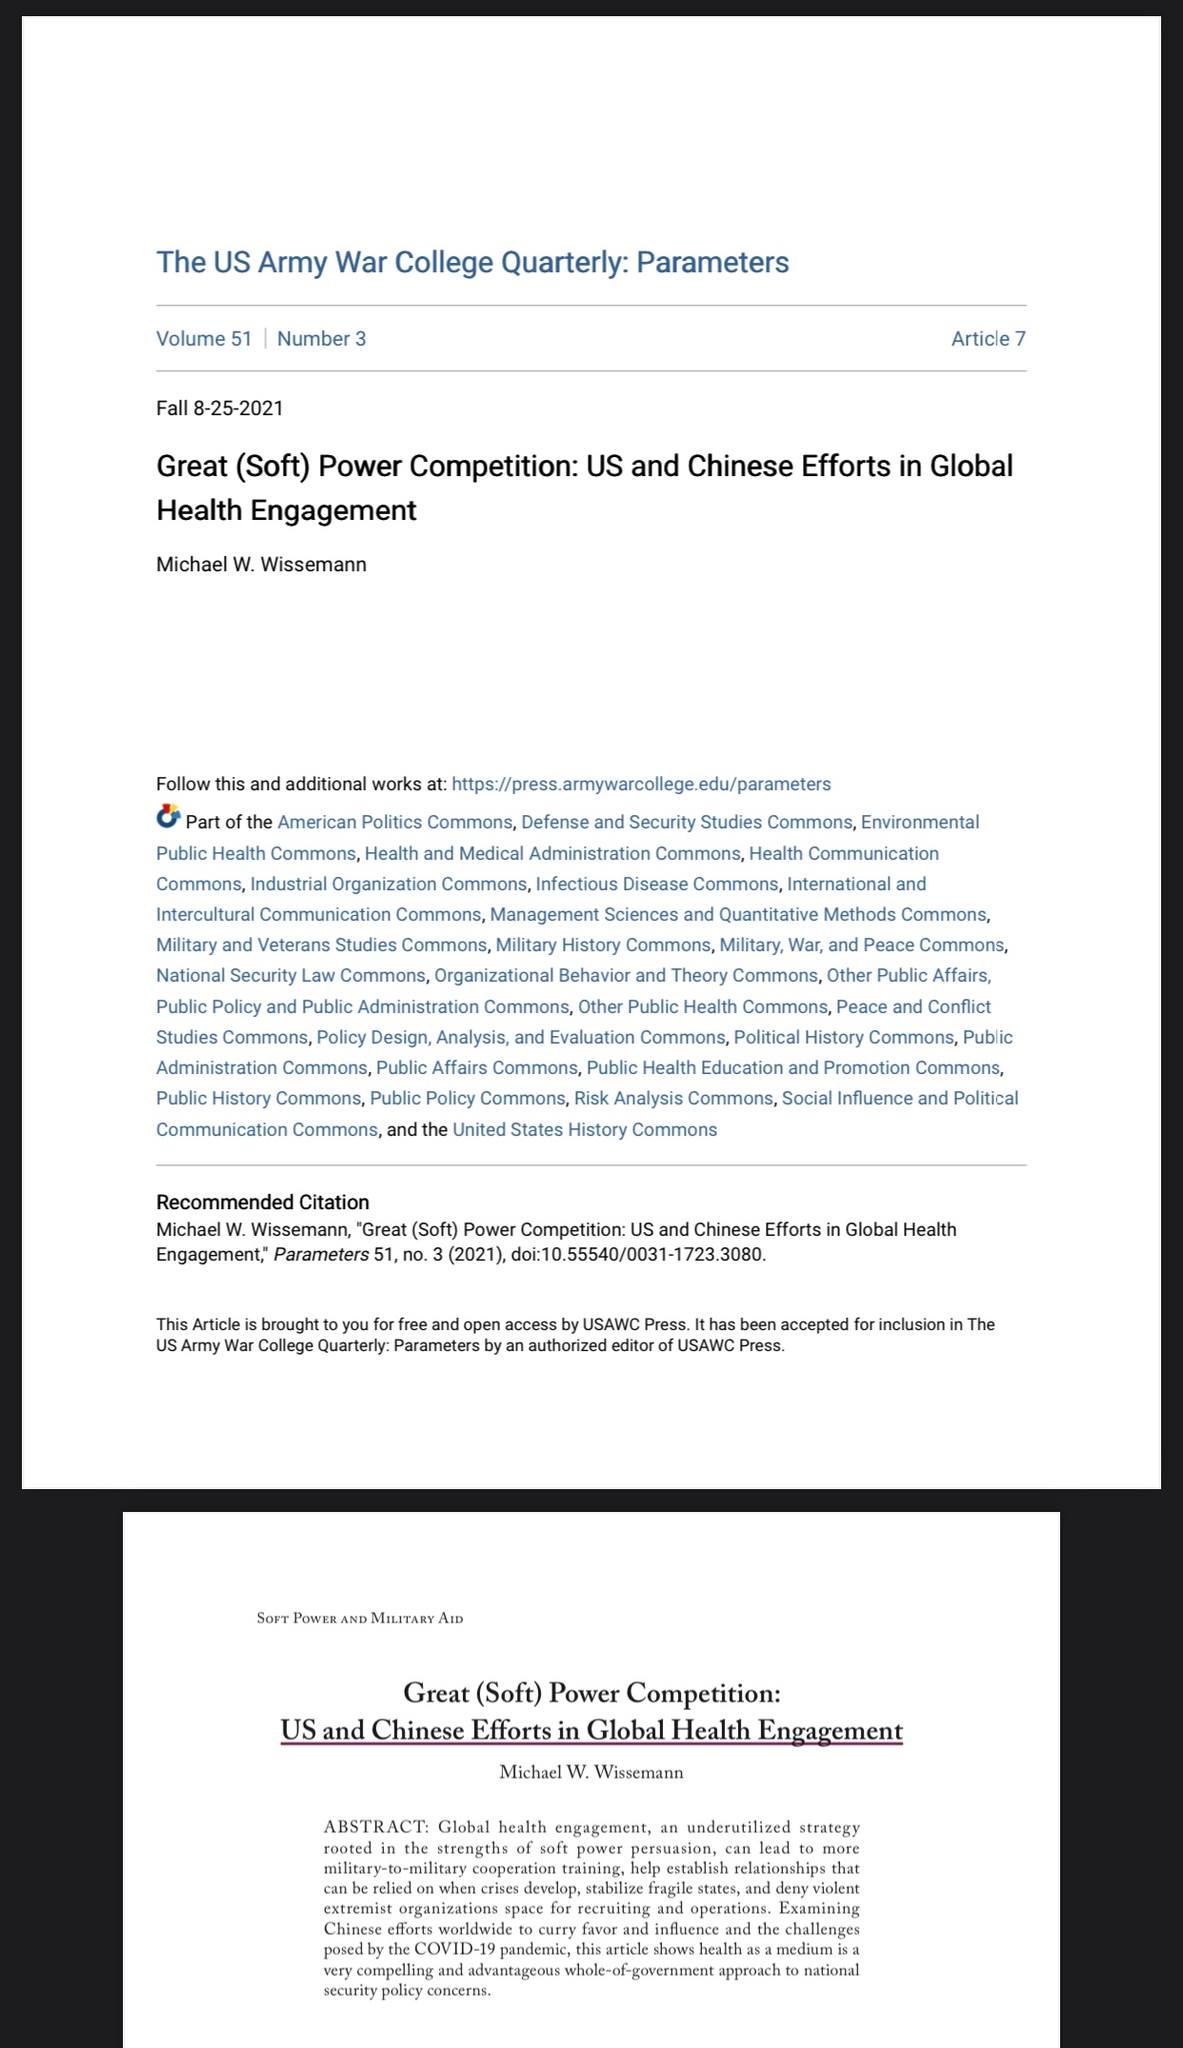 The US Army War College Quarterly: Parameters
Volume 51 | Number 3 Article 7
Fall 8-25-2021
Great (Soft) Power Competition: US and Chinese Efforts in Global
Health Engagement
Michael W. Wissemann
Follow this and additional works at: https://press.armywarcollege.edu/parameters
Part of the American Politics Commons, Defense and Security Studies Commons, Environmental
Public Health Commons, Health and Medical Administration Commons, Health Communication
Commons, Industrial Organization Commons, Infectious Disease Commons, International and
Intercultural Communication Commons, Management Sciences and Quantitative Methods Commons,
Military and Veterans Studies Commons, Military History Commons, Military, War, and Peace Commons,
National Security Law Commons, Organizational Behavior and Theory Commons, Other Public Affairs,
Public Policy and Public Administration Commons, Other Public Health Commons, Peace and Conflict
Studies Commons, Policy Design, Analysis, and Evaluation Commons, Political History Commons, Public
Administration Commons, Public Affairs Commons, Public Health Education and Promotion Commons,
Public History Commons, Public Policy Commons, Risk Analysis Commons, Social Influence and Political
Communication Commons, and the United States History Commons
Recommended Citation
Michael W. Wissemann, "Great (Soft) Power Competition: US and Chinese Efforts in Global Health
Engagement," Parameters 51, no. 3 (2021), doi:10.55540/0031-1723.3080.
This Article is brought to you for free and open access by USAWC Press. It has been accepted for inclusion in The
US Army War College Quarterly: Parameters by an authorized editor of USAWC Press.
Soft Power and Military Aid
Great (Soft) Power Competition:
US and Chinese Efforts in Global Health Engagement
Michael W. Wissemann
ABSTRACT: Global health engagement, an underutilized strategy
rooted in the strengths of soft power persuasion, can lead to more
military-to-military cooperation training, help establish relationships that
can be relied on when crises develop, stabilize fragile states, and deny violent
extremist organizations space for recruiting and operations. Examining
Chinese efforts worldwide to curry favor and influence and the challenges
posed by the COVID-19 pandemic, this article shows health as a medium is a
very compelling and advantageous whole-of-government approach to national
security policy concerns.